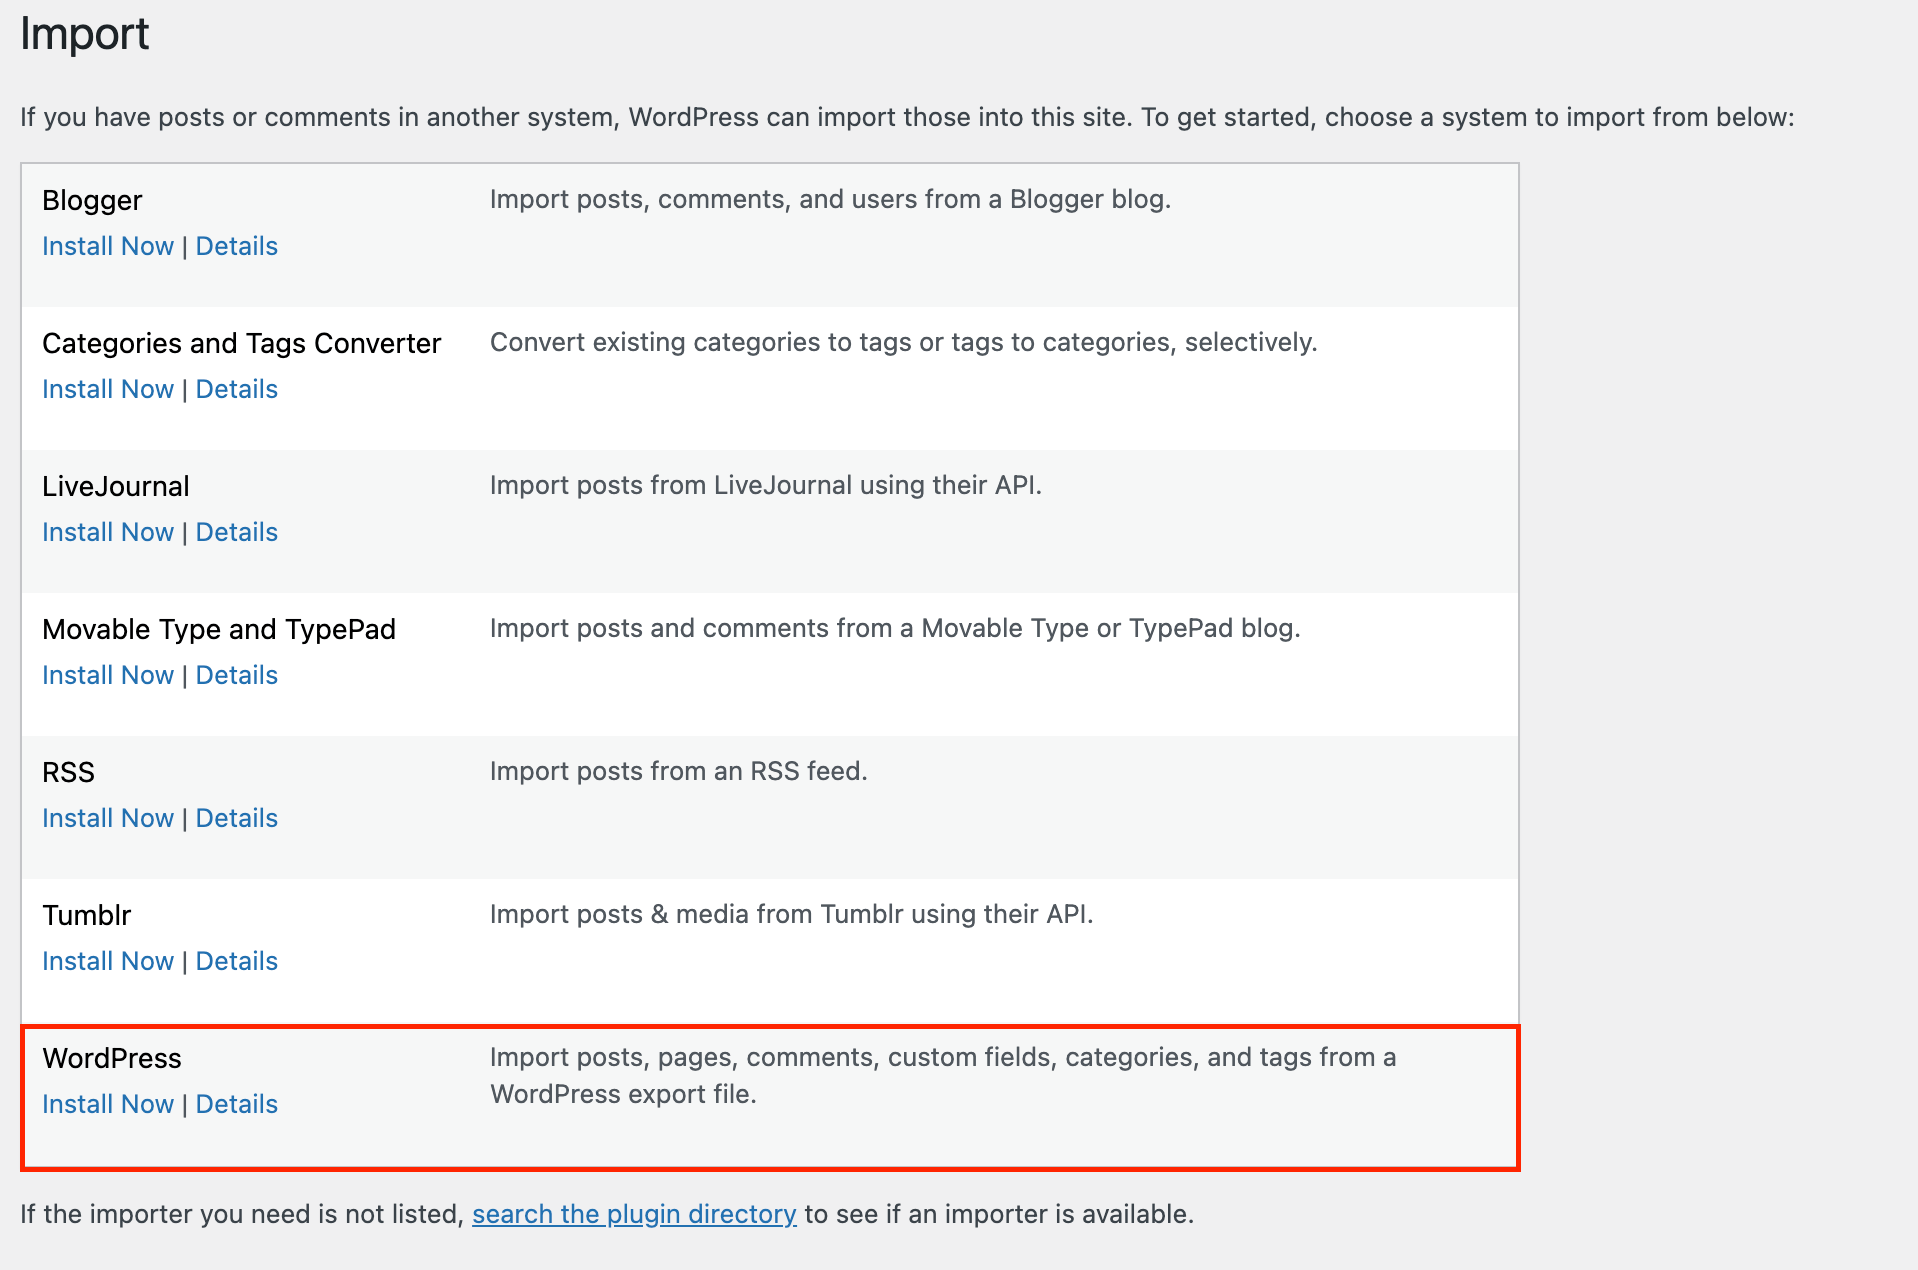 Import
If you have posts or comments in another system, WordPress can import those into this site. To get started, choose a system to import from below:
Blogger
Import posts, comments, and users from a Blogger blog.
Install Now | Details
Categories and Tags Converter
Convert existing categories to tags or tags to categories, selectively.
Install Now | Details
LiveJournal
Import posts from LiveJournal using their API.
Install Now | Details
Movable Type and TypePad
Import posts and comments from a Movable Type or TypePad blog.
Install Now | Details
RSS
Import posts from an RSS feed.
Install Now | Details
Tumblr
Import posts & media from Tumblr using their API.
Install Now | Details
WordPress
Import posts, pages, comments, custom fields, categories, and tags from a
WordPress export file.
Install Now | Details
If the importer you need is not listed, search the plugin directory to see if an importer is available.